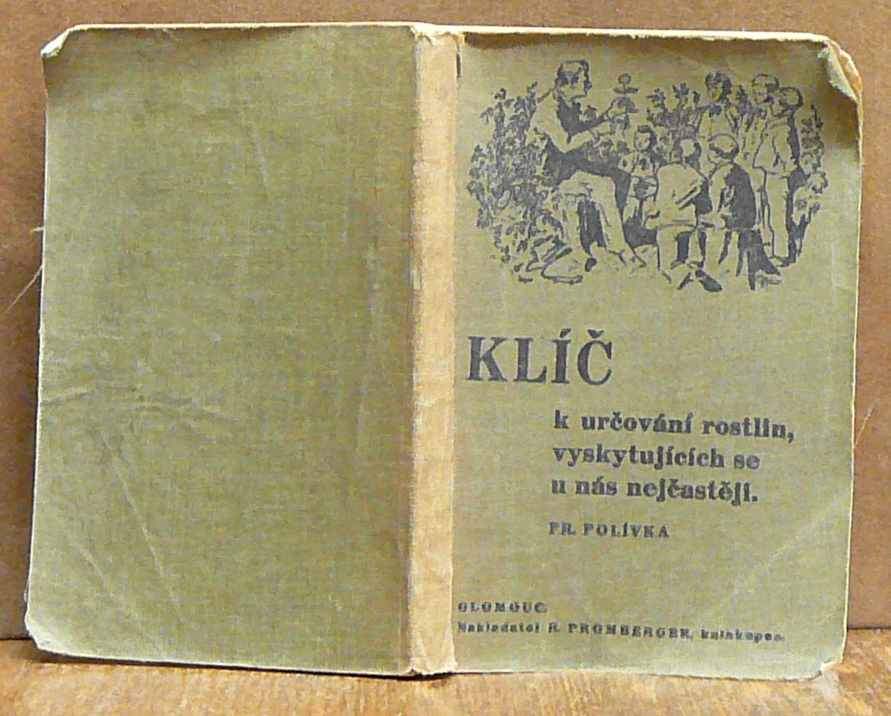 KLÍČ
k určování rostlin,
vyskytujících se
u nás nejčastěji.
FR. POLÍVKA
OLOMOUC.
Nakladatel R. PROMBERGER, knihkupec.